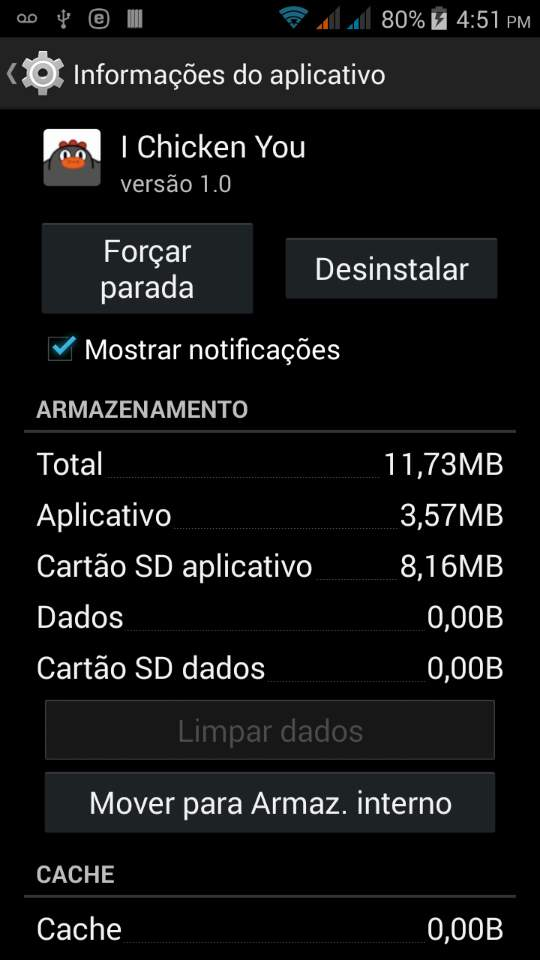 80% 4:51 PM
Informações do aplicativo
I Chicken You
versão 1.0
Forçar
parada
Desinstalar
Mostrar notificações
ARMAZENAMENTO
Total 11,73MB
Aplicativo 3,57MB
Cartão SD aplicativo 8,16MB
Dados 0,00B
Cartão SD dados 0,00B
Limpar dados
Mover para Armaz. interno
CACHE
Cache 0,00B